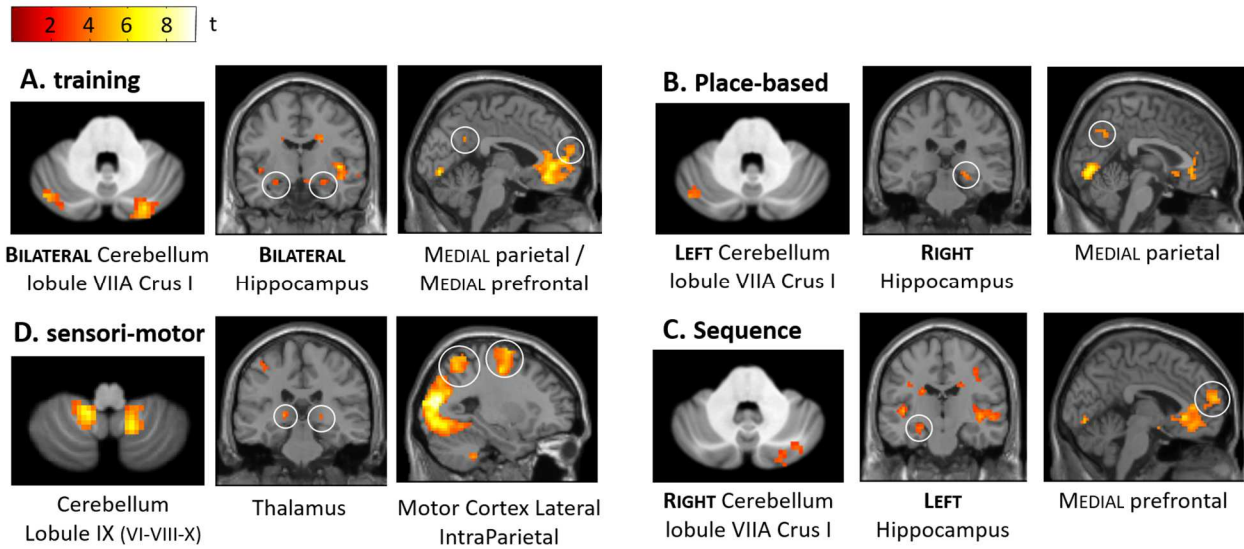 2 4 6 8 t
A. training
BILATERAL Cerebellum
lobule VIIA Crus I
BILATERAL
Hippocampus
MEDIAL parietal /
MEDIAL prefrontal
B. Place-based
LEFT Cerebellum
lobule VIIA Crus I
RIGHT
Hippocampus
MEDIAL parietal
D. sensori-motor
Cerebellum
Lobule IX (VI-VIII-X)
Thalamus
Motor Cortex Lateral
IntraParietal
C. Sequence
RIGHT Cerebellum
lobule VIIA Crus I
LEFT
Hippocampus
MEDIAL prefrontal